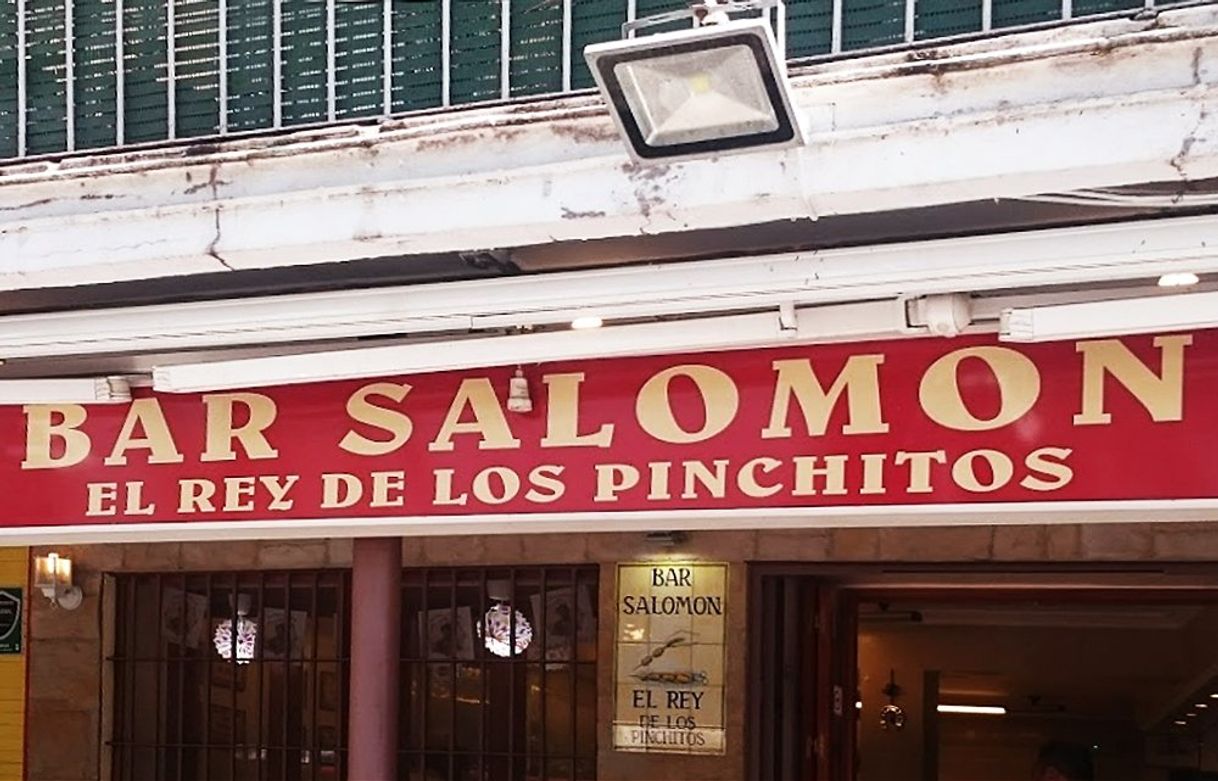 BAR SALOMON
EL REY DE LOS PINCHITOS
BAR
SALOMON
EL REY
DE LOS
PINCHITOS